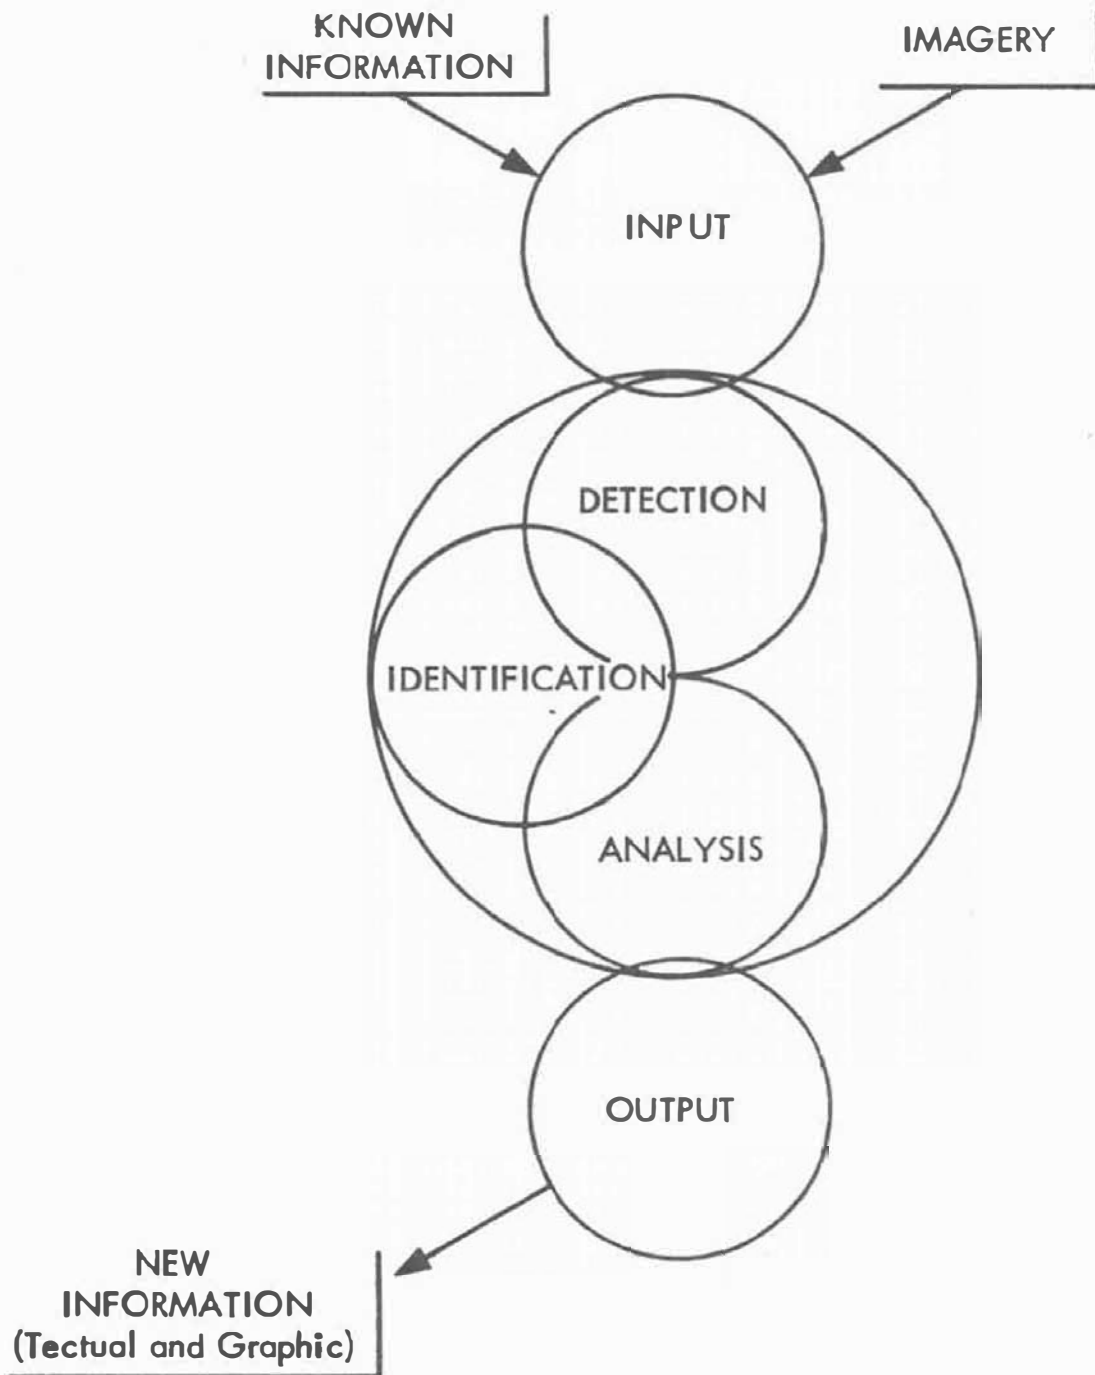 KNOWN
INFORMATION
IMAGERY
INPUT
DETECTION
IDENTIFICATION
ANALYSIS
OUTPUT
NEW
INFORMATION
(Tectual and Graphic)